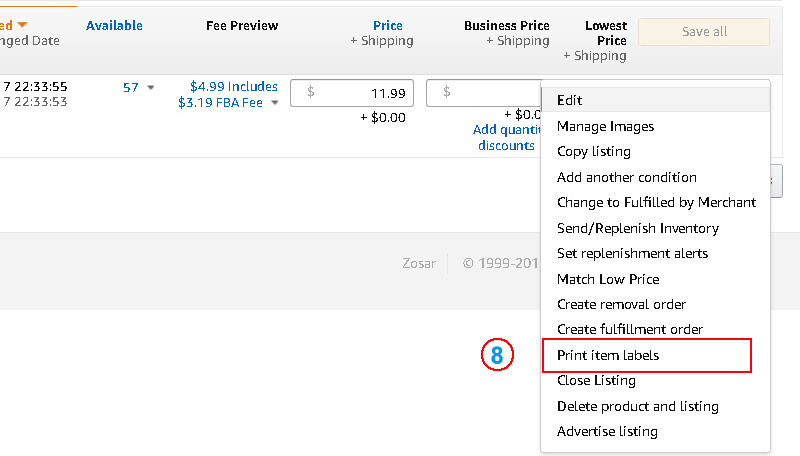 ed Available Fee Preview Price Business Price Lowest Save all
nged Date + Shipping + Shipping Price
+ Shipping
7 22:33:55 57 $4.99 Includes $ 11.99 $
7 22:33:53 $3.19 FBA Fee
+ $0.00 + $0.0
Add quanti
discounts
Edit
Manage Images
Copy listing
Add another condition
Change to Fulfilled by Merchant
Send/Replenish Inventory
Set replenishment alerts
Match Low Price
Create removal order
Create fulfillment order
8 Print item labels
Close Listing
Delete product and listing
Advertise listing
Zosar © 1999-201